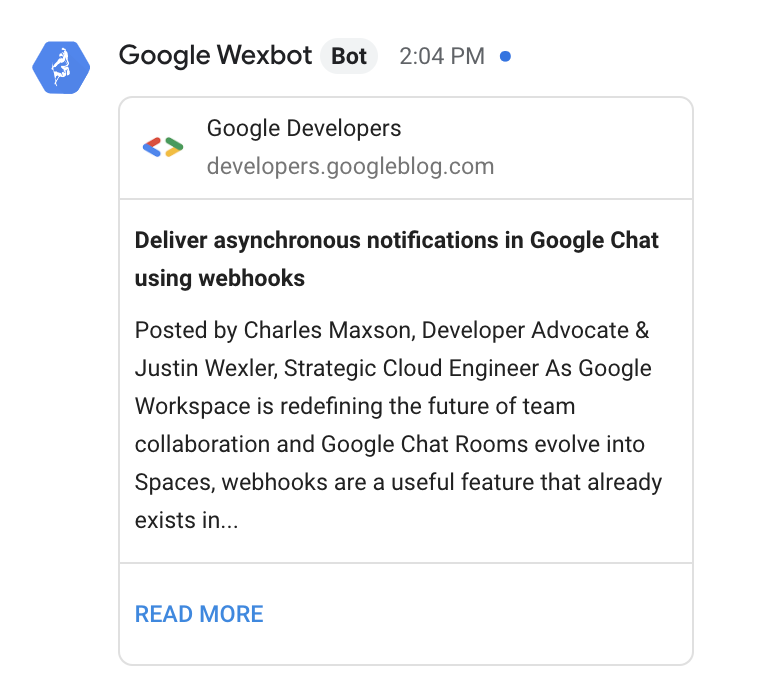 Google Wexbot Bot 2:04 PM
Google Developers
developers.googleblog.com
Deliver asynchronous notifications in Google Chat
using webhooks
Posted by Charles Maxson, Developer Advocate &
Justin Wexler, Strategic Cloud Engineer As Google
Workspace is redefining the future of team
collaboration and Google Chat Rooms evolve into
Spaces, webhooks are a useful feature that already
exists in...
READ MORE